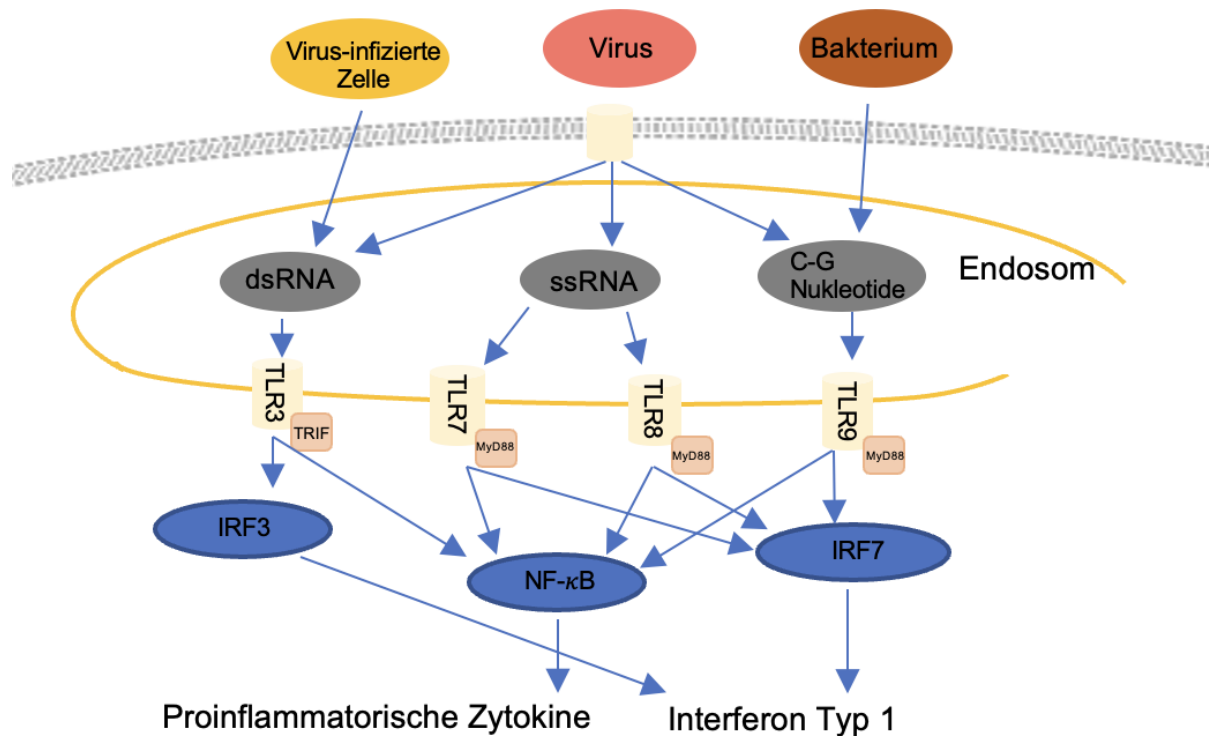 Virus-infizierte
Zelle
Virus
Bakterium
dsRNA
ssRNA
C-G
Nukleotide
Endosom
TLR3
TRIF
TLR7
MyD88
TLR8
MyD88
TLR9
MyD88
IRF3
NF-κB
IRF7
Proinflammatorische Zytokine
Interferon Typ 1